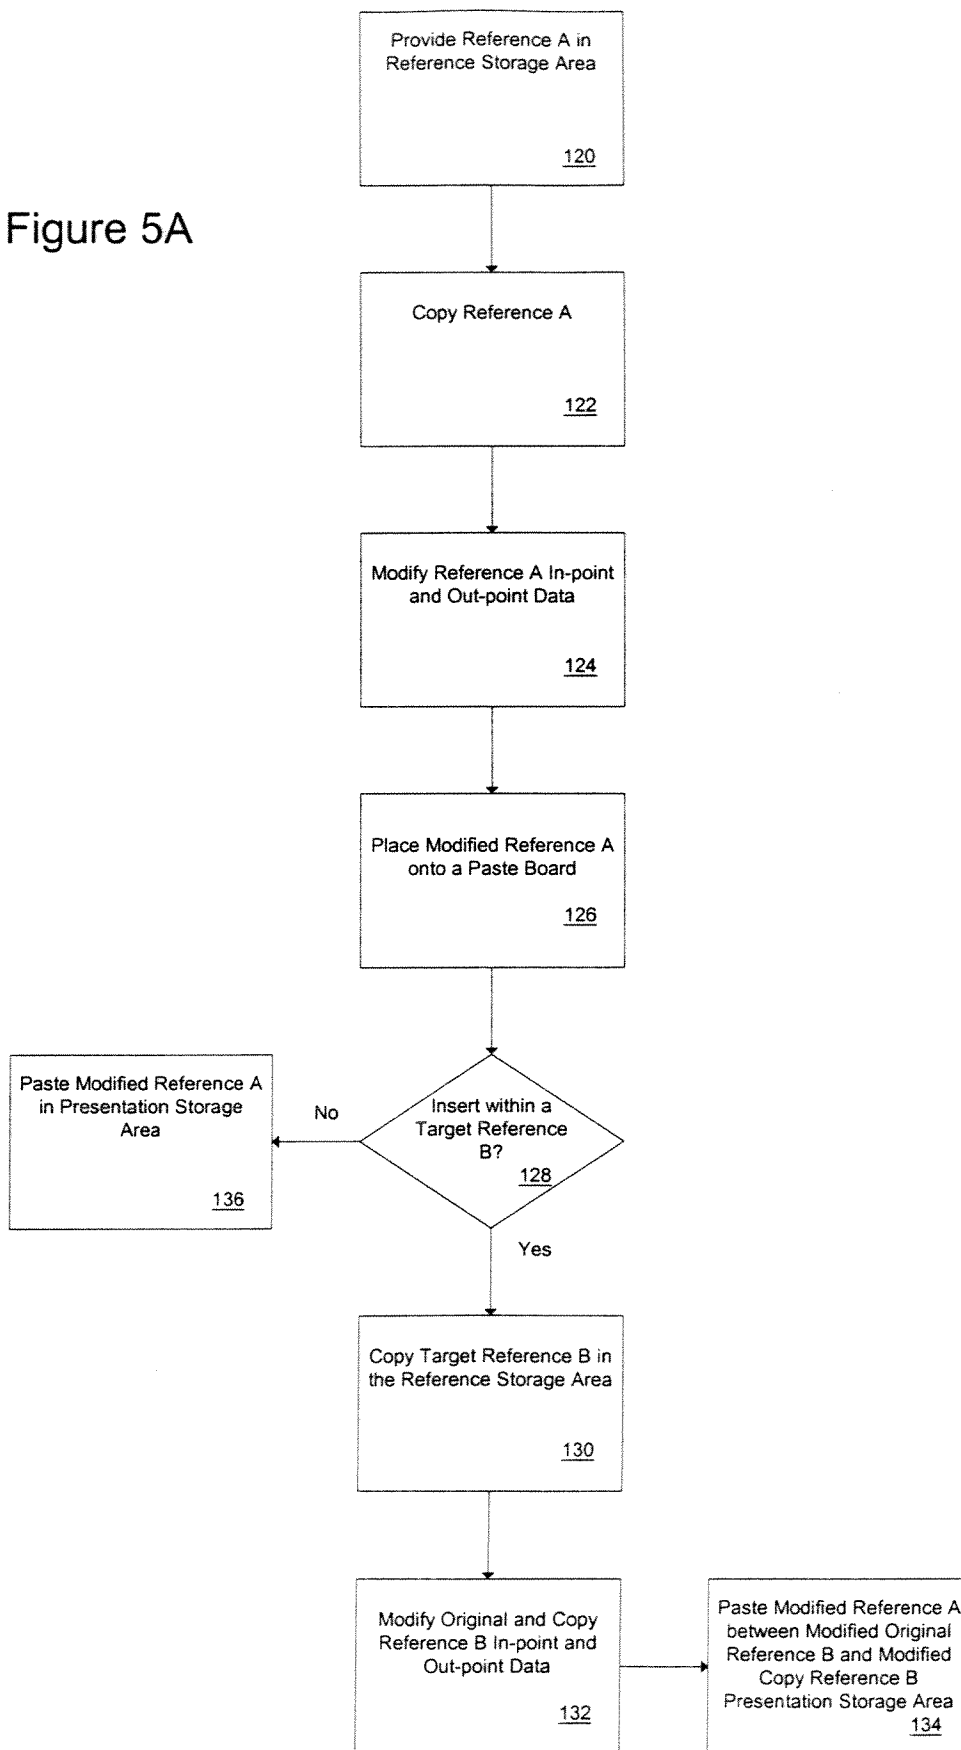 Provide Reference A in
Reference Storage Area
120
Figure 5A
Copy Reference A
122
Modify Reference A In-point
and Out-point Data
124
Place Modified Reference A
onto a Paste Board
126
Paste Modified Reference A
in Presentation Storage
Area
136
No
Insert within a
Target Reference
B?
128
Yes
Copy Target Reference B in
the Reference Storage Area
130
Modify Original and Copy
Reference B In-point and
Out-point Data
132
Paste Modified Reference A
between Modified Original
Reference B and Modified
Copy Reference B
Presentation Storage Area
134